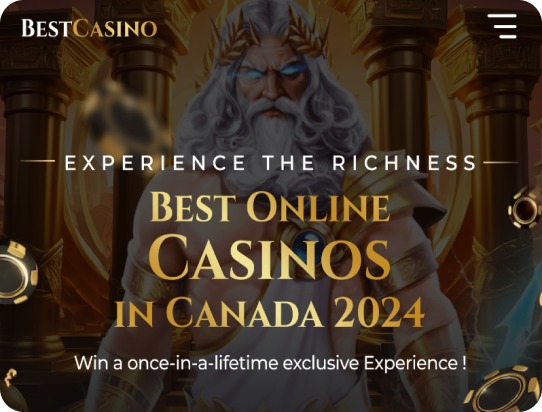 BESTCASINO
EXPERIENCE THE RICHNESS
BEST ONLINE
CASINOS
IN CANADA 2024
Win a once-in-a-lifetime exclusive Experience !